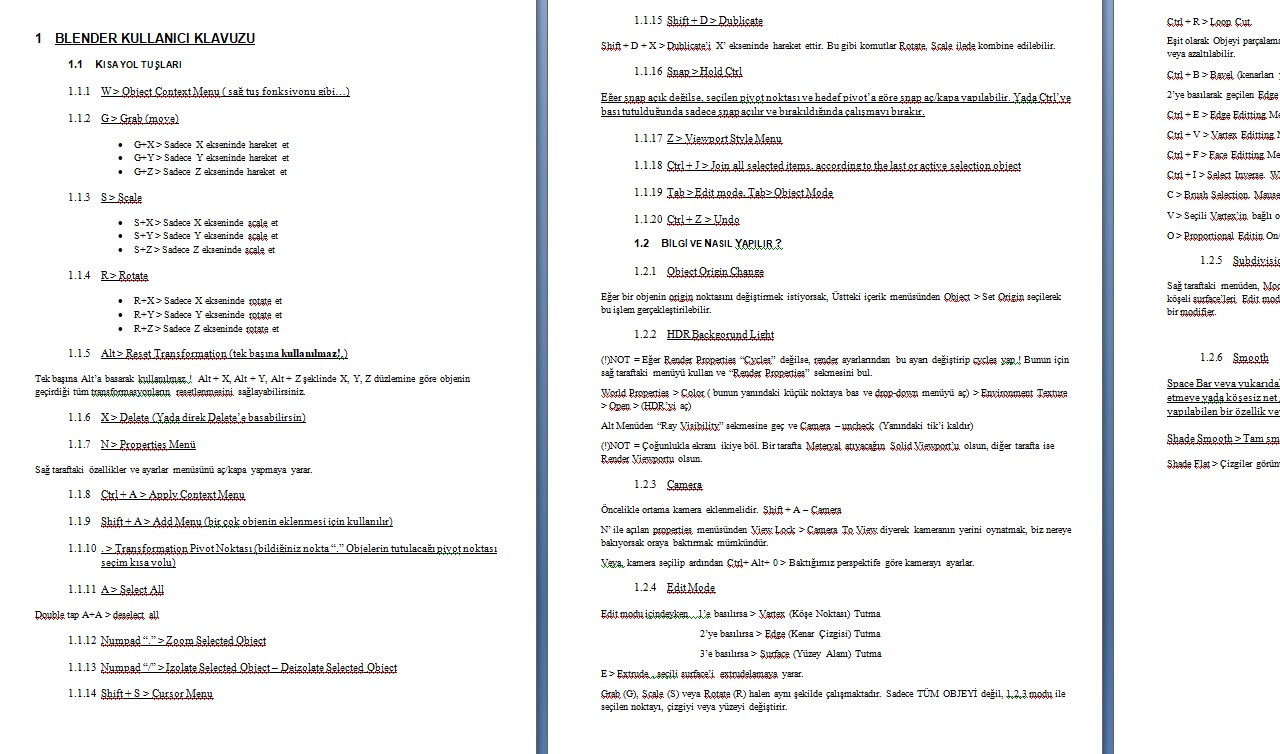 1 BLENDER KULLANICI KLAVUZU
1.1 KISAYOL TUŞLARI
1.1.1 W> Object Context Menu ( sağ tuş fonksiyonu gibi…)
1.1.2 G > Grab (move)
• G+X> Sadece X ekseninde hareket et
• G+Y> Sadece Y ekseninde hareket et
• G+Z> Sadece Z ekseninde hareket et
1.1.3 S > Scale
• S+X> Sadece X ekseninde scale et
• S+Y> Sadece Y ekseninde scale et
• S+Z> Sadece Z ekseninde scale et
1.1.4 R> Rotate
• R+X> Sadece X ekseninde rotate et
• R+Y> Sadece Y ekseninde rotate et
• R+Z> Sadece Z ekseninde rotate et
1.1.5 Alt> Reset Transformation (tek başına kullanılmaz!.)
Tek başına Alt’a basarak kullanılmaz.! Alt + X, Alt + Y, Alt + Z şeklinde X, Y, Z düzlemine göre objenin
geçirdiği tüm transformasyonların resetlenmesini sağlayabilirsiniz.
1.1.6 X> Delete (Yada direk Delete’e basabilirsin)
1.1.7 N> Properties Menü
Sağ taraftaki özellikler ve ayarlar menüsünü aç/kapa yapmaya yarar.
1.1.8 Ctrl + A > Apply Context Menu
1.1.9 Shift + A> Add Menu (bir çok objenin eklenmesi için kullanılır)
1.1.10 . > Transformation Pivot Noktası (bildiğiniz nokta “.” Objelerin tutulacağı pivot noktası
seçim kısa yolu)
1.1.11 A > Select All
Double tap A+A > deselect all
1.1.12 Numpad “.” > Zoom Selected Object
1.1.13 Numpad “/” > Izolate Selected Object – Deizolate Selected Object
1.1.14 Shift + S > Cursor Menu
1.1.15 Shift + D > Dublicate
Shift + D + X > Dublicate’i X’ ekseninde hareket ettir. Bu gibi komutlar Rotate, Scale ilede kombine edilebilir.
1.1.16 Snap > Hold Ctrl
Eğer snap açık değilse, seçilen pivot noktası ve hedef pivot’a göre snap aç/kapa yapılabilir. Yada Ctrl’ye
bası tutulduğunda sadece snap açılır ve bırakıldığında çalışmayı bırakır.
1.1.17 Z > Viewport Style Menu
1.1.18 Ctrl + J > Join all selected items, according to the last or active selection object
1.1.19 Tab > Edit mode, Tab> Object Mode
1.1.20 Ctrl + Z > Undo
1.2 BİLGİ VE NASIL YAPILIR ?
1.2.1 Object Origin Change
Eğer bir objenin origin noktasını değiştirmek istiyorsak, Üstteki içerik menüsünden Object > Set Origin seçilerek
bu işlem gerçekleştirilebilir.
1.2.2 HDR Backgorund Light
(!)NOT = Eğer Render Properties “Cycles” değilse, render ayarlarından bu ayarı değiştirip cycles yap ! Bunun için
sağ taraftaki menüyü kullan ve “Render Properties” sekmesini bul.
World Properties > Color ( bunun yanındaki küçük noktaya bas ve drop-down menüyü aç) > Environment Texture
> Open > (HDR’yi aç)
Alt Menüden “Ray Visibility” sekmesine geç ve Camera – uncheck (Yanındaki tik’i kaldır)
(!)NOT = Çoğunlukla ekranı ikiye böl. Bir tarafta Meteryal atıyacağın Solid Viewport’u olsun, diğer tarafta ise
Render Viewportu olsun.
1.2.3 Camera
Öncelikle ortama kamera eklenmelidir. Shift + A – Camera
N’ ile açılan properties menüsünden View Lock > Camera To View diyerek kameranın yerini oynatmak, biz nereye
bakıyorsak oraya baktırmak mümkündür.
Veya, kamera seçilip ardından Ctrl+ Alt+ 0 > Baktığımız perspektife göre kamerayı ayarlar.
1.2.4 Edit Mode
Edit modu içindeyken…1’e basılırsa > Vartex (Köşe Noktası) Tutma
2’ye basılırsa > Edge (Kenar Çizgisi) Tutma
3’e basılırsa > Surface (Yüzey Alanı) Tutma
E > Extrude , seçili surface’i extrudelamaya yarar.
Grab (G), Scale (S) veya Rotate (R) halen aynı şekilde çalışmaktadır. Sadece TÜM OBJEYİ değil, 1,2,3 modu ile
seçilen noktayı, çizgiyi veya yüzeyi değiştirir.
Ctrl + R > Loop Cut
Eşit olarak Objeyi parçalama
veya azaltılabilir.
Ctrl + B > Bavel (kenarları
2’ye basılarak geçilen Edge
Ctrl + E > Edge Editting Me
Ctrl + V > Vartex Editting
Ctrl + F > Face Editting Me
Ctrl + I > Select Inverse.
C > Brush Selection. Mause
V > Seçili Vartex’in bağlı o
O > Proportional Editin On/
1.2.5 Subdivisio
Sağ taraftaki menüden, Mod
köşeli surface’leri. Edit mod
bir modifier.
1.2.6 Smooth
Space Bar veya yukarıda
etmeye yada köşesiz net
yapılabilen bir özellik ve
Shade Smooth > Tam sm
Shade Flat > Çizgiler görün